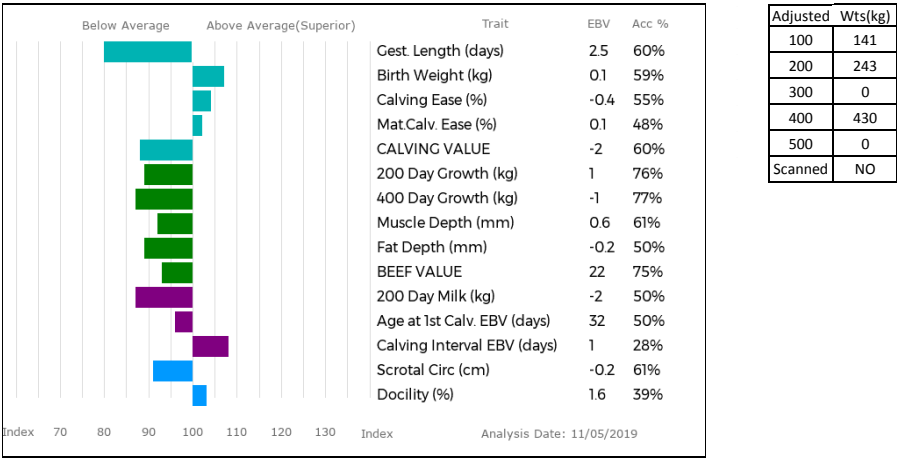 Below Average Above Average(Superior) Trait EBV Acc %
Gest. Length (days) 2.5 60%
Birth Weight (kg) 0.1 59%
Calving Ease (%) -0.4 55%
Mat.Calv. Ease (%) 0.1 48%
CALVING VALUE -2 60%
200 Day Growth (kg) 1 76%
400 Day Growth (kg) -1 77%
Muscle Depth (mm) 0.6 61%
Fat Depth (mm) -0.2 50%
BEEF VALUE 22 75%
200 Day Milk (kg) -2 50%
Age at 1st Calv. EBV (days) 32 50%
Calving Interval EBV (days) 1 28%
Scrotal Circ (cm) -0.2 61%
Docility (%) 1.6 39%
Index 70 80 90 100 110 120 130 Index Analysis Date: 11/05/2019
Adjusted Wts(kg)
100 141
200 243
300 0
400 430
500 0
Scanned NO